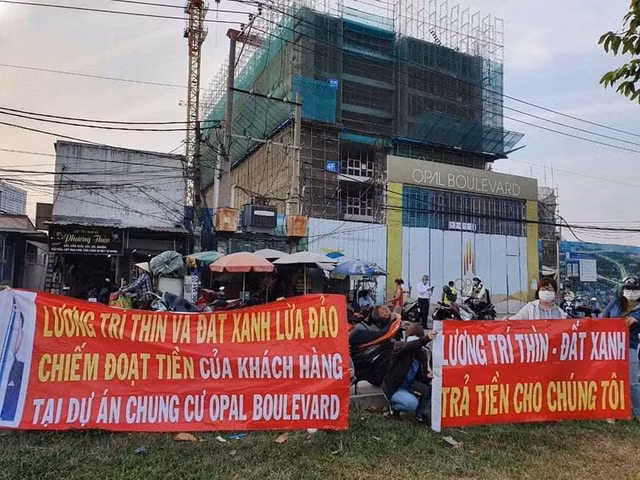 OPAL BOULEVARD
4F
Phương Thảo
LƯƠNG TRÍ THÌN VÀ ĐẤT XANH LỪA ĐẢO
CHIẾM ĐOẠT TIỀN CỦA KHÁCH HÀNG
TẠI DỰ ÁN CHUNG CƯ OPAL BOULEVARD
LƯƠNG TRÍ THÌN - ĐẤT XANH
TRẢ TIỀN CHO CHÚNG TÔI